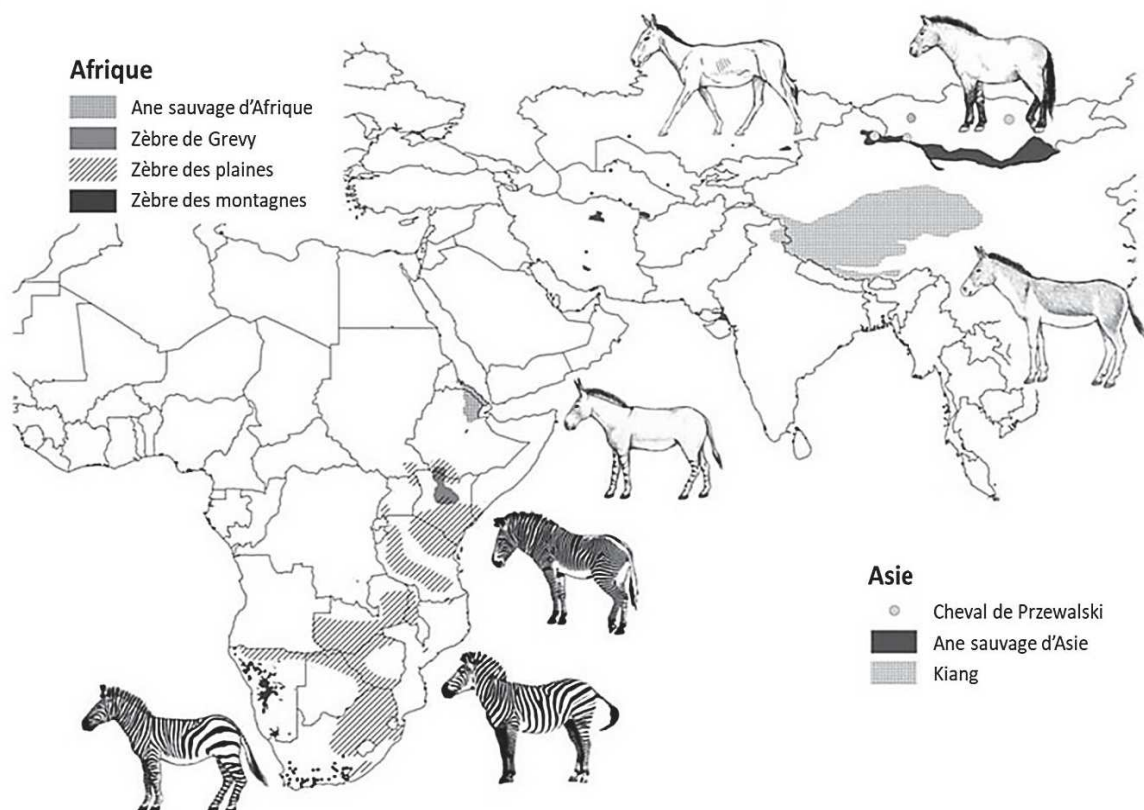 Afrique
Ane sauvage d'Afrique
Zèbre de Grevy
Zèbre des plaines
Zèbre des montagnes
Asie
Cheval de Przewalski
Ane sauvage d'Asie
Kiang